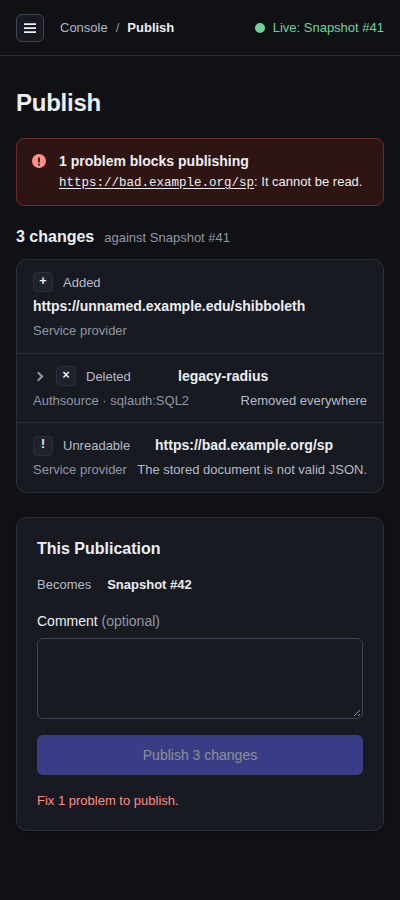 Console / Publish
Live: Snapshot #41
Publish
1 problem blocks publishing
https://bad.example.org/sp: It cannot be read.
3 changes against Snapshot #41
+ Added
https://unnamed.example.edu/shibboleth
Service provider
× Deleted legacy-radius
Authsource · sqlauth:SQL2 Removed everywhere
! Unreadable https://bad.example.org/sp
Service provider The stored document is not valid JSON.
This Publication
Becomes Snapshot #42
Comment (optional)
Publish 3 changes
Fix 1 problem to publish.